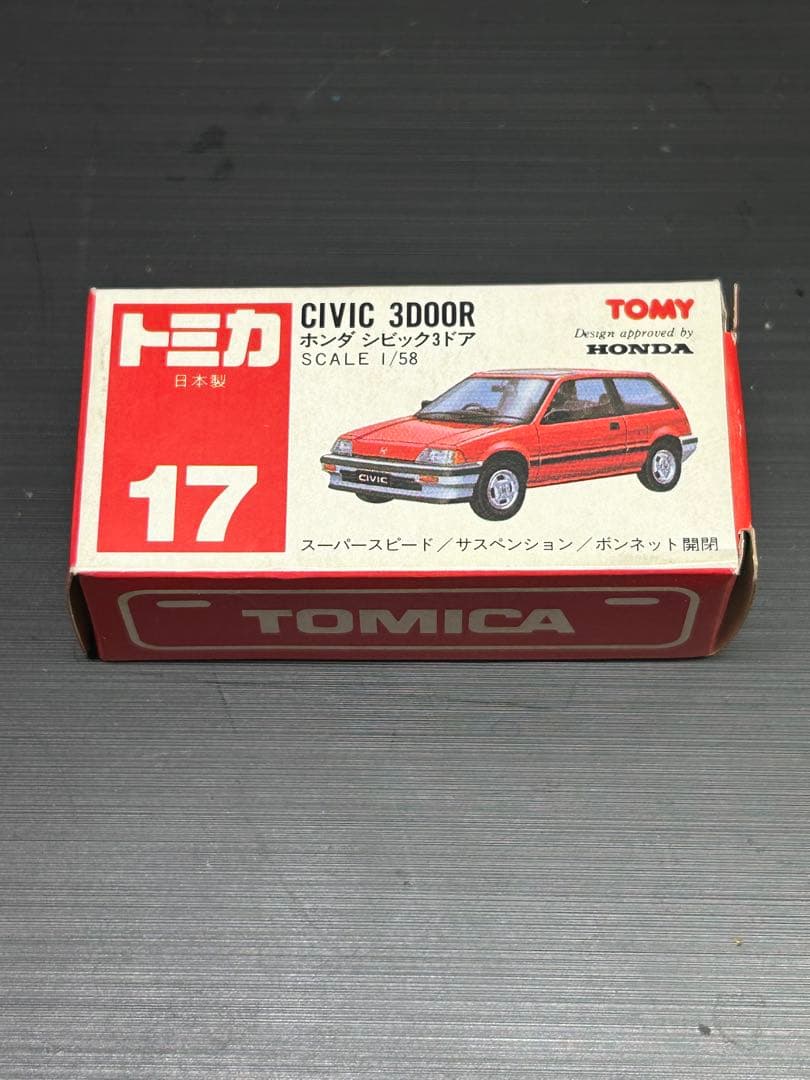 トミカ
日本製
17
CIVIC 3DOOR
ホンダ シビック3ドア
SCALE 1/58
TOMY
Design approved by
HONDA
CIVIC
スーパースピード/サスペンション/ボンネット開閉
TOMICA